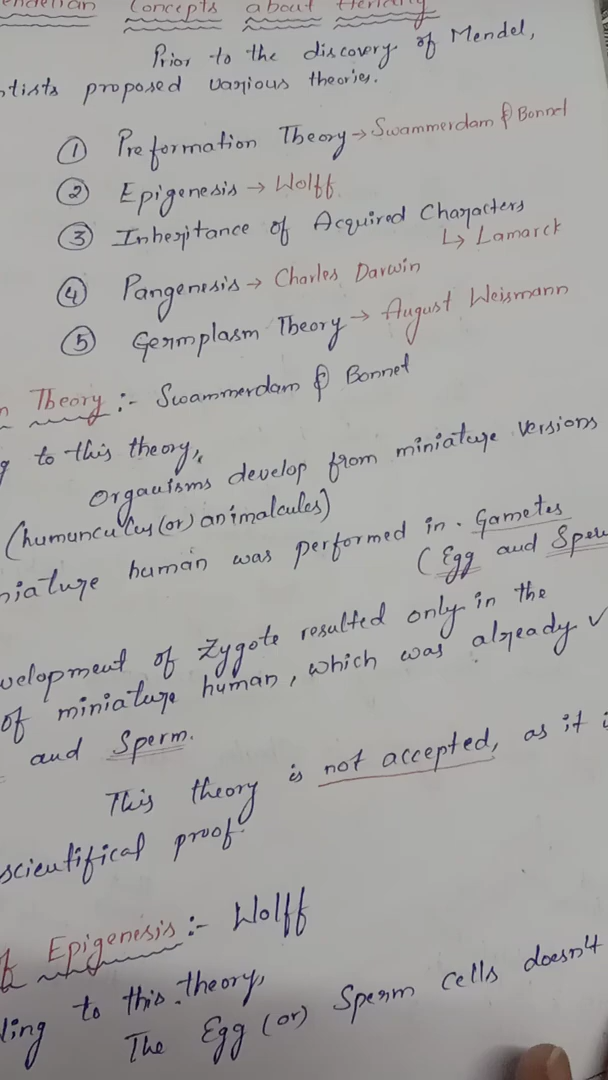 Concepts about Heridity
Prior to the discovery of Mendel,
proposed various theories.
① Preformation Theory → Swammerdam & Bonnet
② Epigenesis → Wolff
③ Inheritance of Acquired Characters
↳ Lamarck
④ Pangenesis → Charles Darwin
⑤ Germplasm Theory → August Weismann
Theory :- Swammerdam & Bonnet
to this theory,
Organisms develop from miniature versions
(humunculus (or) animalcules)
human was performed in. Gametes
(Egg and
of zygote resulted only in the
of miniature human, which was already
and Sperm.
This theory is not accepted, as it
scientifical proof.
Epigenesis :- Wolff
to this theory,
The Egg (or) Sperm cells doesn't